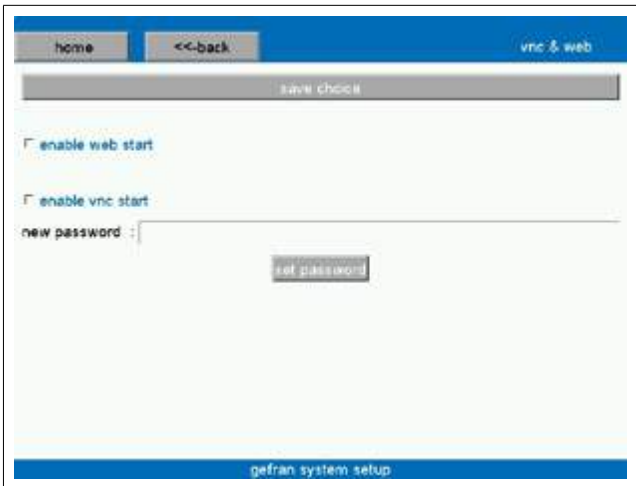 home <<-back vnc & web
save choice
enable web start
enable vnc start
new password :
set password
gefran system setup